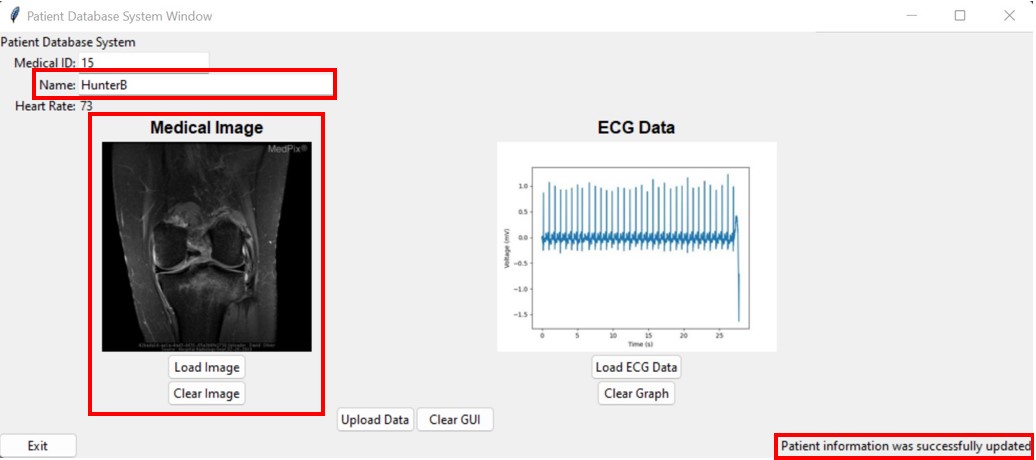 Patient Database System Window
Patient Database System
Medical ID: 15
Name: HunterB
Heart Rate: 73
Medical Image
MedPix®
Load Image
Clear Image
ECG Data
1.0
0.5
0.0
-0.5
-1.0
-1.5
Voltage (mV)
0 5 10 15 20 25
Time (s)
Load ECG Data
Clear Graph
Upload Data Clear GUI
Exit
Patient information was successfully updated